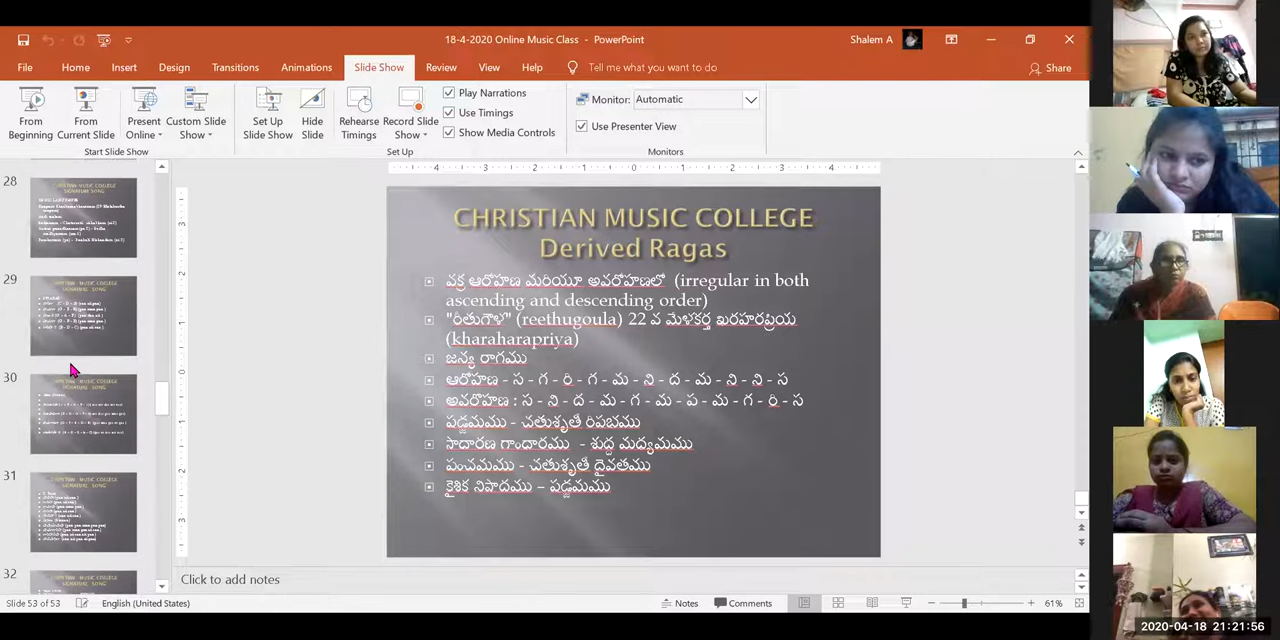 18-4-2020 Online Music Class - PowerPoint
Shalem A
File Home Insert Design Transitions Animations Slide Show Review View Help Tell me what you want to do
Share
From Beginning
From Current Slide
Present Online
Custom Slide Show
Set Up Slide Show
Hide Slide
Rehearse Timings
Record Slide Show
Play Narrations
Use Timings
Show Media Controls
Monitor: Automatic
Use Presenter View
Start Slide Show
Set Up
Monitors
28
29
30
31
32
CHRISTIAN MUSIC COLLEGE
Derived Ragas
వక్ర ఆరోహణ మరియూ అవరోహణలో (irregular in both
ascending and descending order)
"రీతుగౌళ" (reethugoula) 22 వ మేళకర్త ఖరహరప్రియ
(kharaharapriya)
జన్య రాగము
ఆరోహణ - స - గ - రి - గ - మ - ని - ద - మ - ని - ని - స
అవరోహణ : స - ని - ద - మ - గ - మ - ప - మ - గ - రి - స
షడ్జమము - చతుశృతి రిషభము
సాదారణ గాందారము - శుద్ద మద్యమము
పంచమము - చతుశృతి దైవతము
కైశిక నిషాదము – షడ్జమము
Click to add notes
Slide 53 of 53
English (United States)
Notes
Comments
61%
2020-04-18 21:21:56